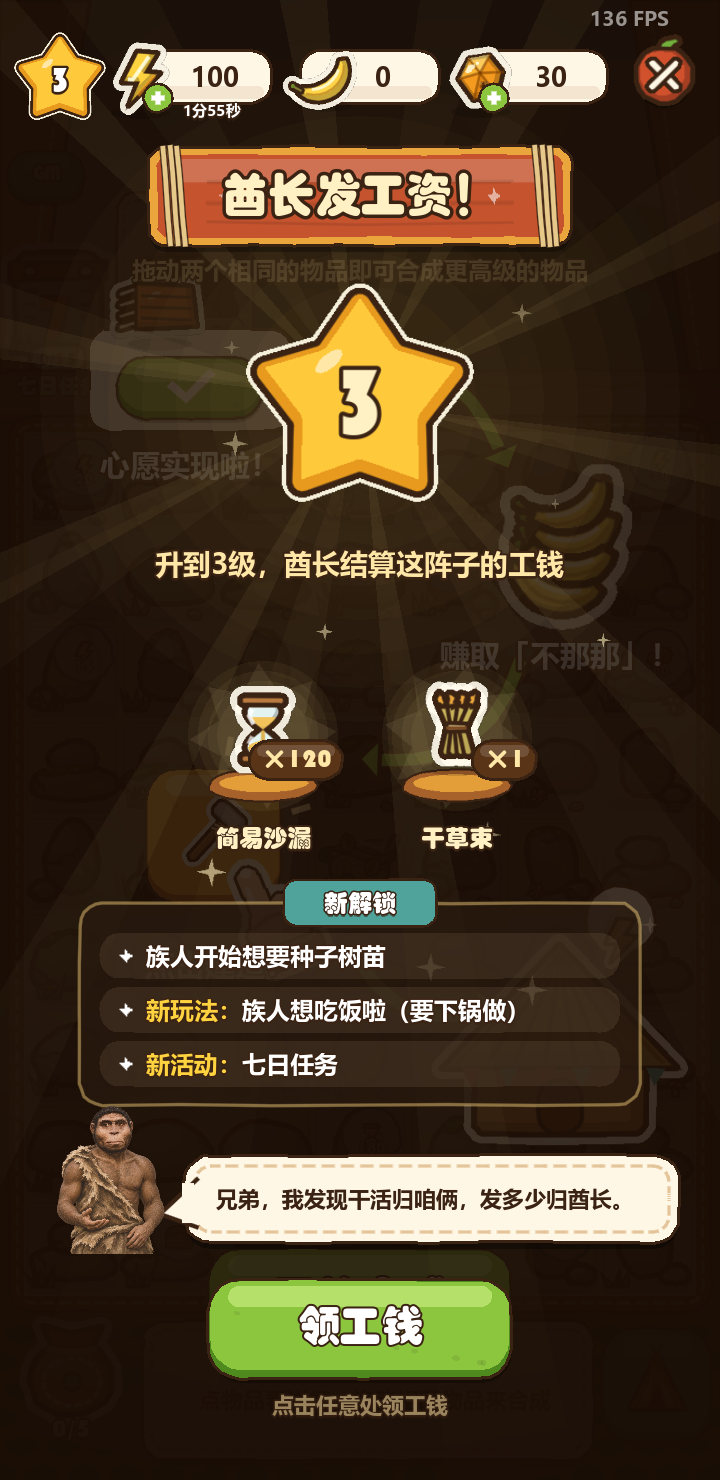 136 FPS
3
100
0
30
1分55秒
酋长发工资!
拖动两个相同的物品即可合成更高级的物品
3
心愿实现啦!
升到3级，酋长结算这阵子的工钱
赚取「不那那」!
×120
×1
简易沙漏
干草束
新解锁
族人开始想要种子树苗
新玩法：族人想吃饭啦（要下锅做）
新活动：七日任务
兄弟，我发现干活归咱俩，发多少归酋长。
领工钱
点击任意处领工钱
0/5